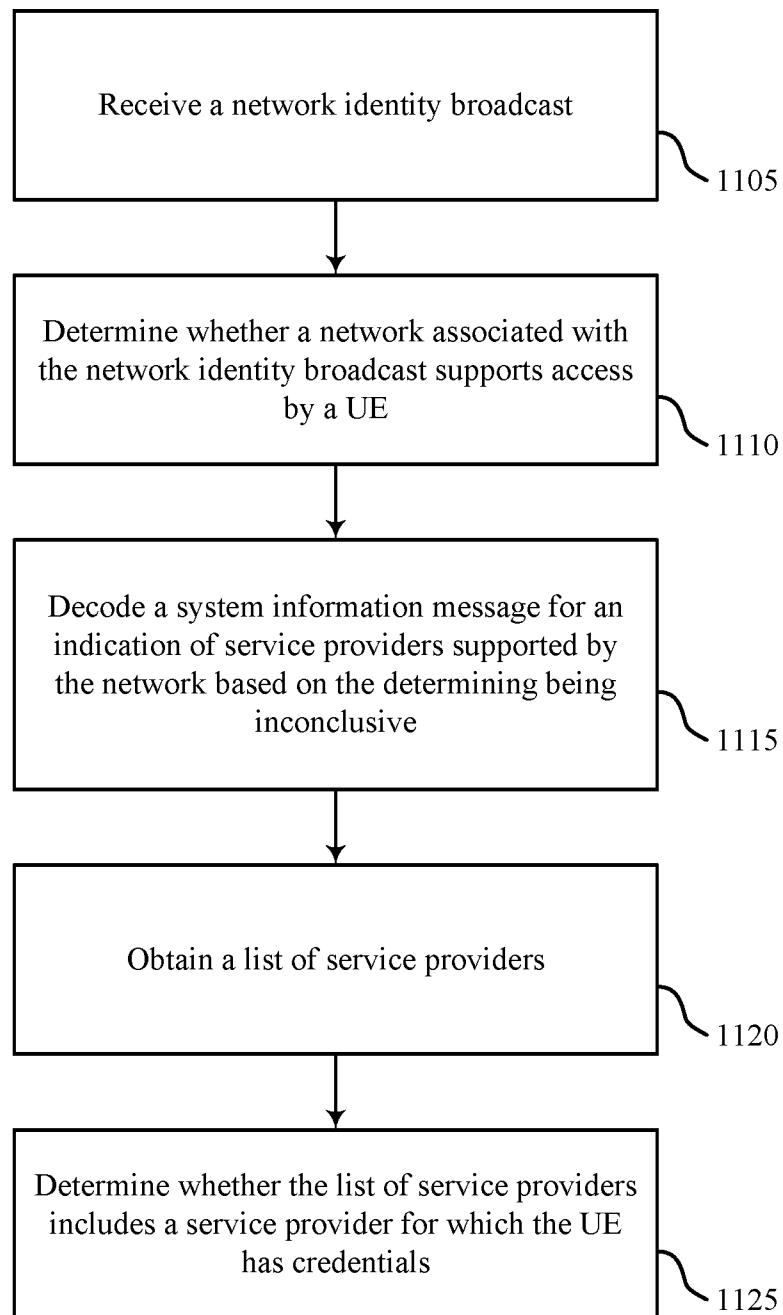 Receive a network identity broadcast
1105
Determine whether a network associated with
the network identity broadcast supports access
by a UE
1110
Decode a system information message for an
indication of service providers supported by
the network based on the determining being
inconclusive
1115
Obtain a list of service providers
1120
Determine whether the list of service providers
includes a service provider for which the UE
has credentials
1125